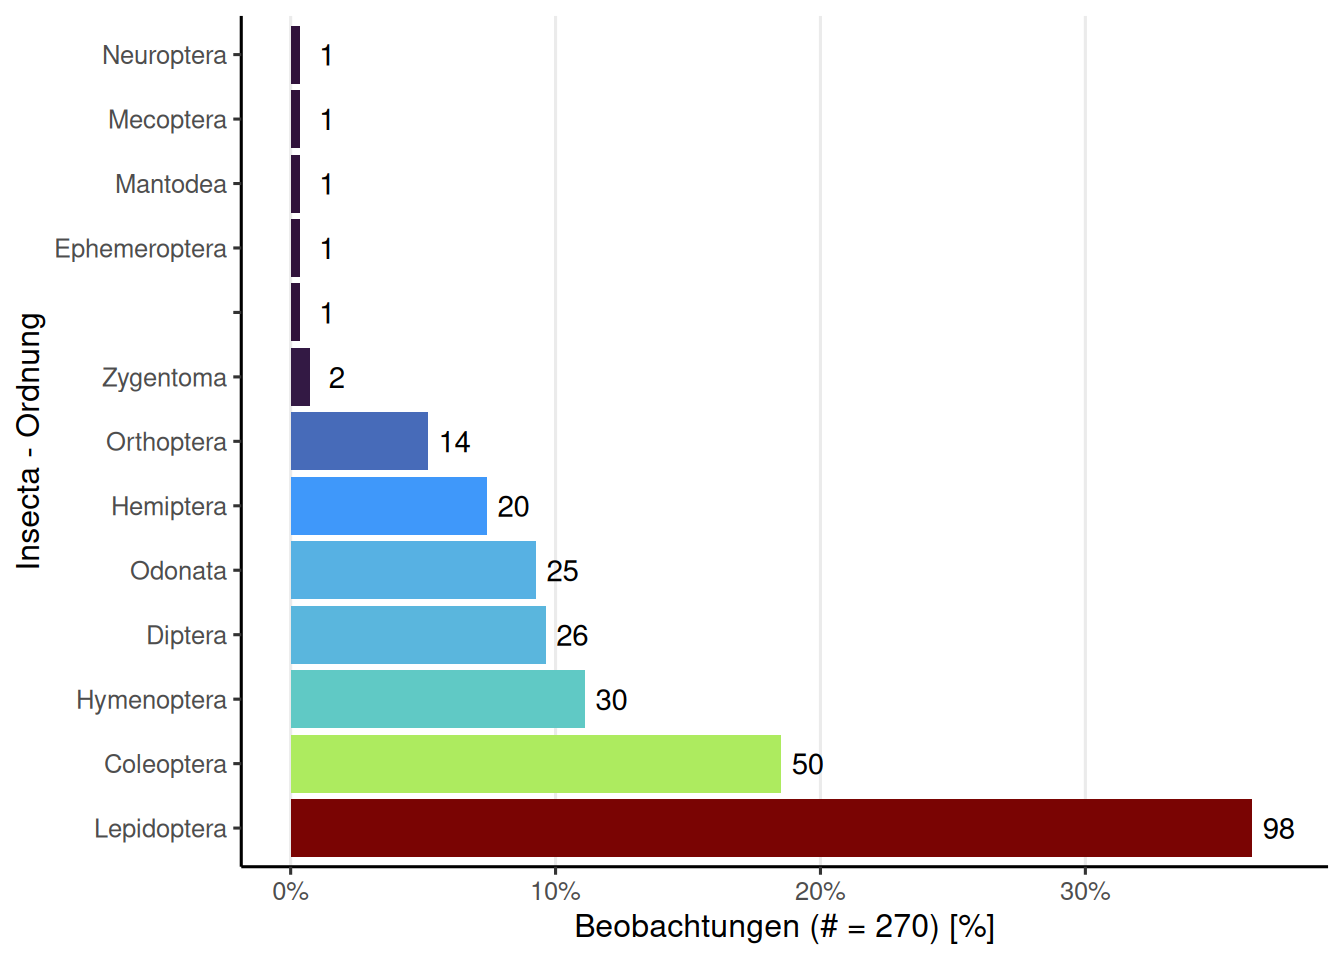 Neuroptera 1
Mecoptera 1
Mantodea 1
Ephemeroptera 1
1
Zygentoma 2
Orthoptera 14
Hemiptera 20
Odonata 25
Diptera 26
Hymenoptera 30
Coleoptera 50
Lepidoptera 98
Insecta - Ordnung
0% 10% 20% 30%
Beobachtungen (# = 270) [%]